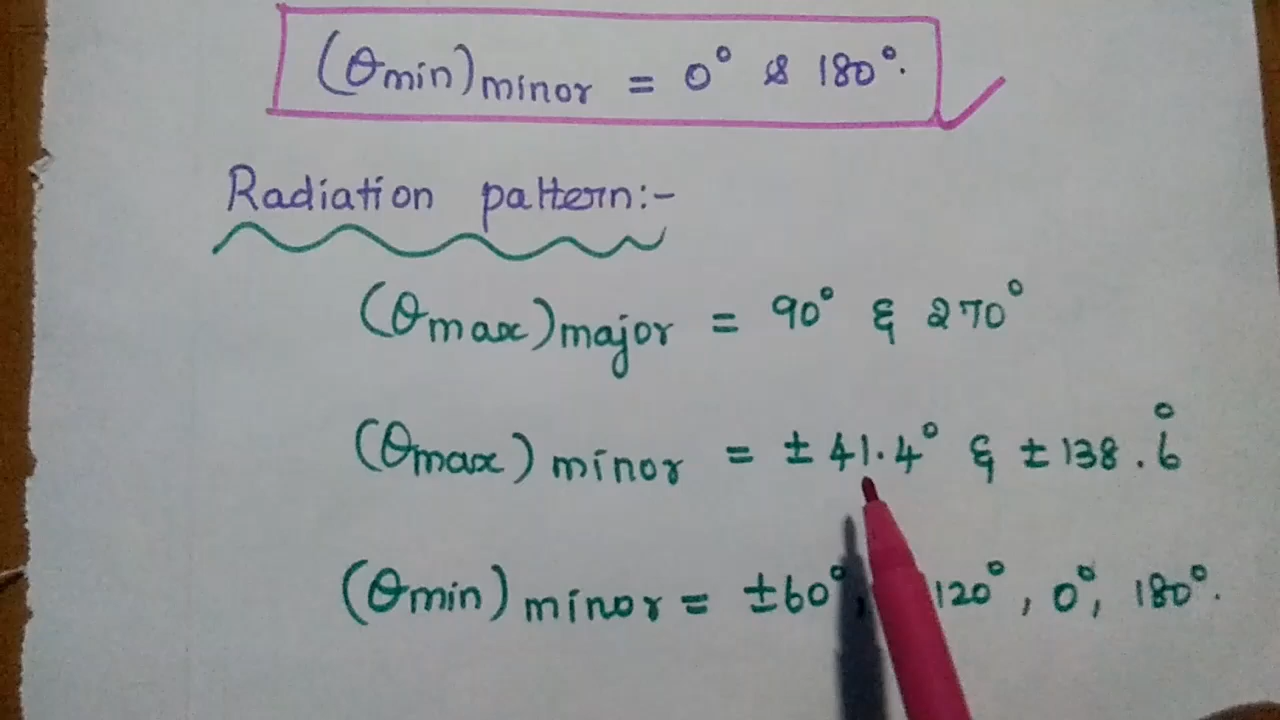 (θmin)minor = 0° & 180°.
Radiation pattern:-
(θmax)major = 90° & 270°
(θmax)minor = ±41.4° & ±138.6°
(θmin)minor = ±60°, 120°, 0°, 180°.